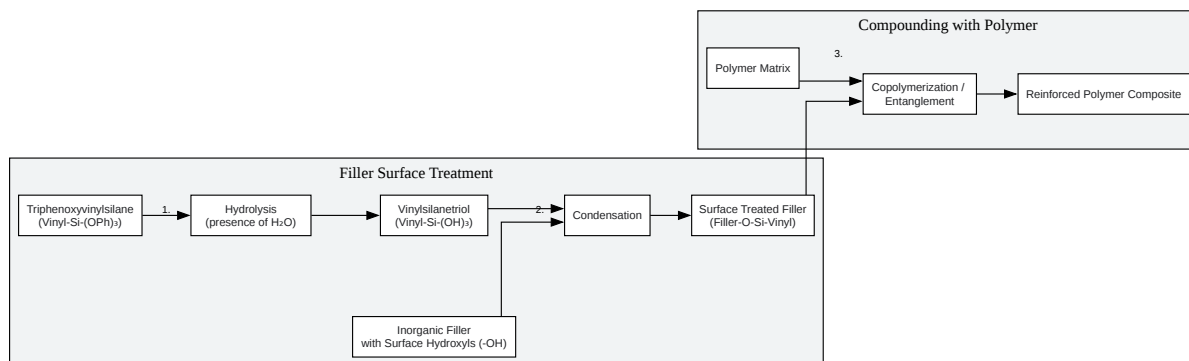 Compounding with Polymer
Polymer Matrix
3.
Copolymerization /
Entanglement
Reinforced Polymer Composite
Filler Surface Treatment
Triphenoxyvinylsilane
(Vinyl-Si-(OPh)₃)
1.
Hydrolysis
(presence of H₂O)
Vinylsilanetriol
(Vinyl-Si-(OH)₃)
2.
Condensation
Surface Treated Filler
(Filler-O-Si-Vinyl)
Inorganic Filler
with Surface Hydroxyls (-OH)